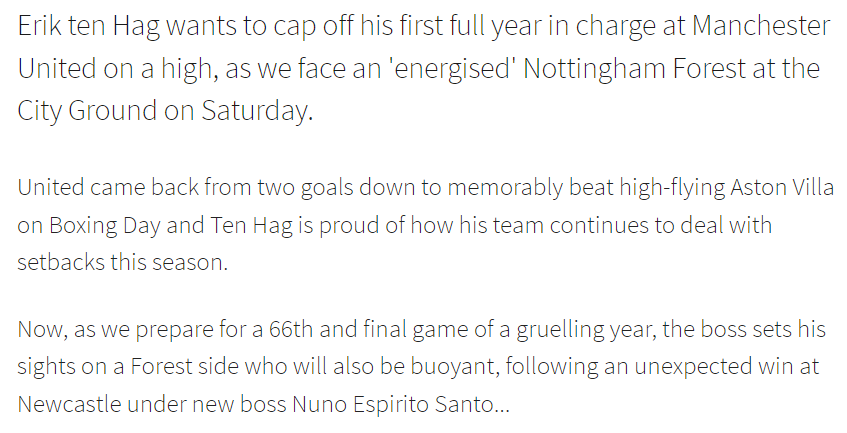 Erik ten Hag wants to cap off his first full year in charge at Manchester
United on a high, as we face an 'energised' Nottingham Forest at the
City Ground on Saturday.
United came back from two goals down to memorably beat high-flying Aston Villa
on Boxing Day and Ten Hag is proud of how his team continues to deal with
setbacks this season.
Now, as we prepare for a 66th and final game of a gruelling year, the boss sets his
sights on a Forest side who will also be buoyant, following an unexpected win at
Newcastle under new boss Nuno Espirito Santo...